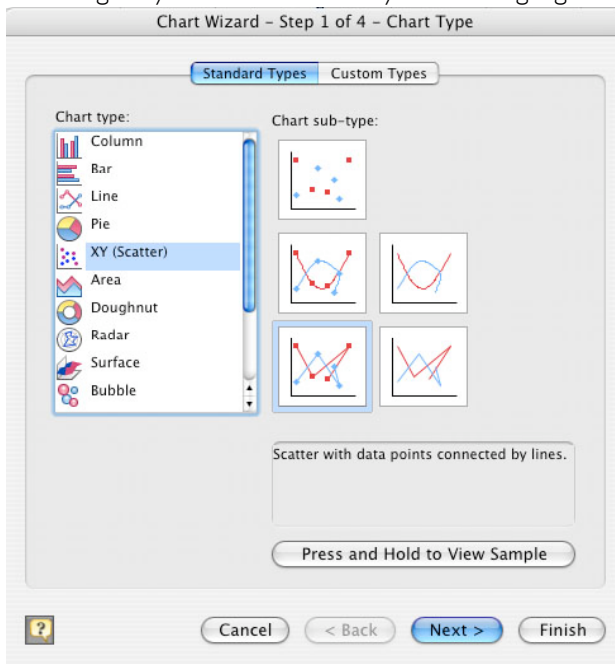 Chart Wizard – Step 1 of 4 – Chart Type
Standard Types Custom Types
Chart type:
Column
Bar
Line
Pie
XY (Scatter)
Area
Doughnut
Radar
Surface
Bubble
Chart sub-type:
Scatter with data points connected by lines.
Press and Hold to View Sample
?
Cancel < Back Next > Finish